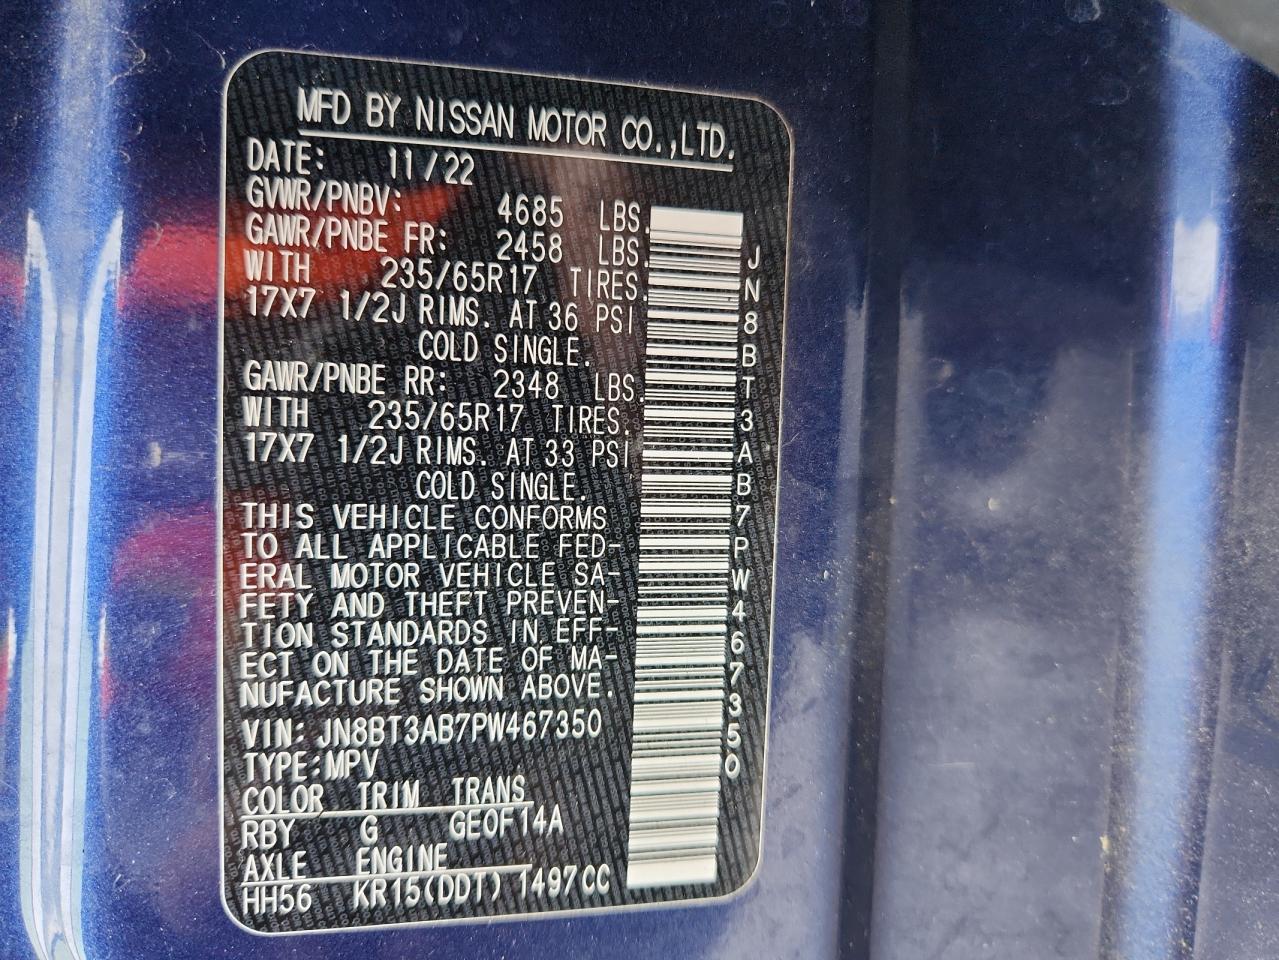 MFD BY NISSAN MOTOR CO.,LTD.
DATE: 11/22
GVWR/PNBV: 4685 LBS.
GAWR/PNBE FR: 2458 LBS.
WITH 235/65R17 TIRES.
17X7 1/2J RIMS. AT 36 PSI
COLD SINGLE.
GAWR/PNBE RR: 2348 LBS.
WITH 235/65R17 TIRES.
17X7 1/2J RIMS. AT 33 PSI
COLD SINGLE.
THIS VEHICLE CONFORMS
TO ALL APPLICABLE FED-
ERAL MOTOR VEHICLE SA-
FETY AND THEFT PREVEN-
TION STANDARDS IN EFF-
ECT ON THE DATE OF MA-
NUFACTURE SHOWN ABOVE.
VIN: JN8BT3AB7PW467350
TYPE:MPV
COLOR TRIM TRANS
RBY G GE0F14A
AXLE ENGINE
HH56 KR15(DDT) 1497CC
JN8BT3AB7PW467350